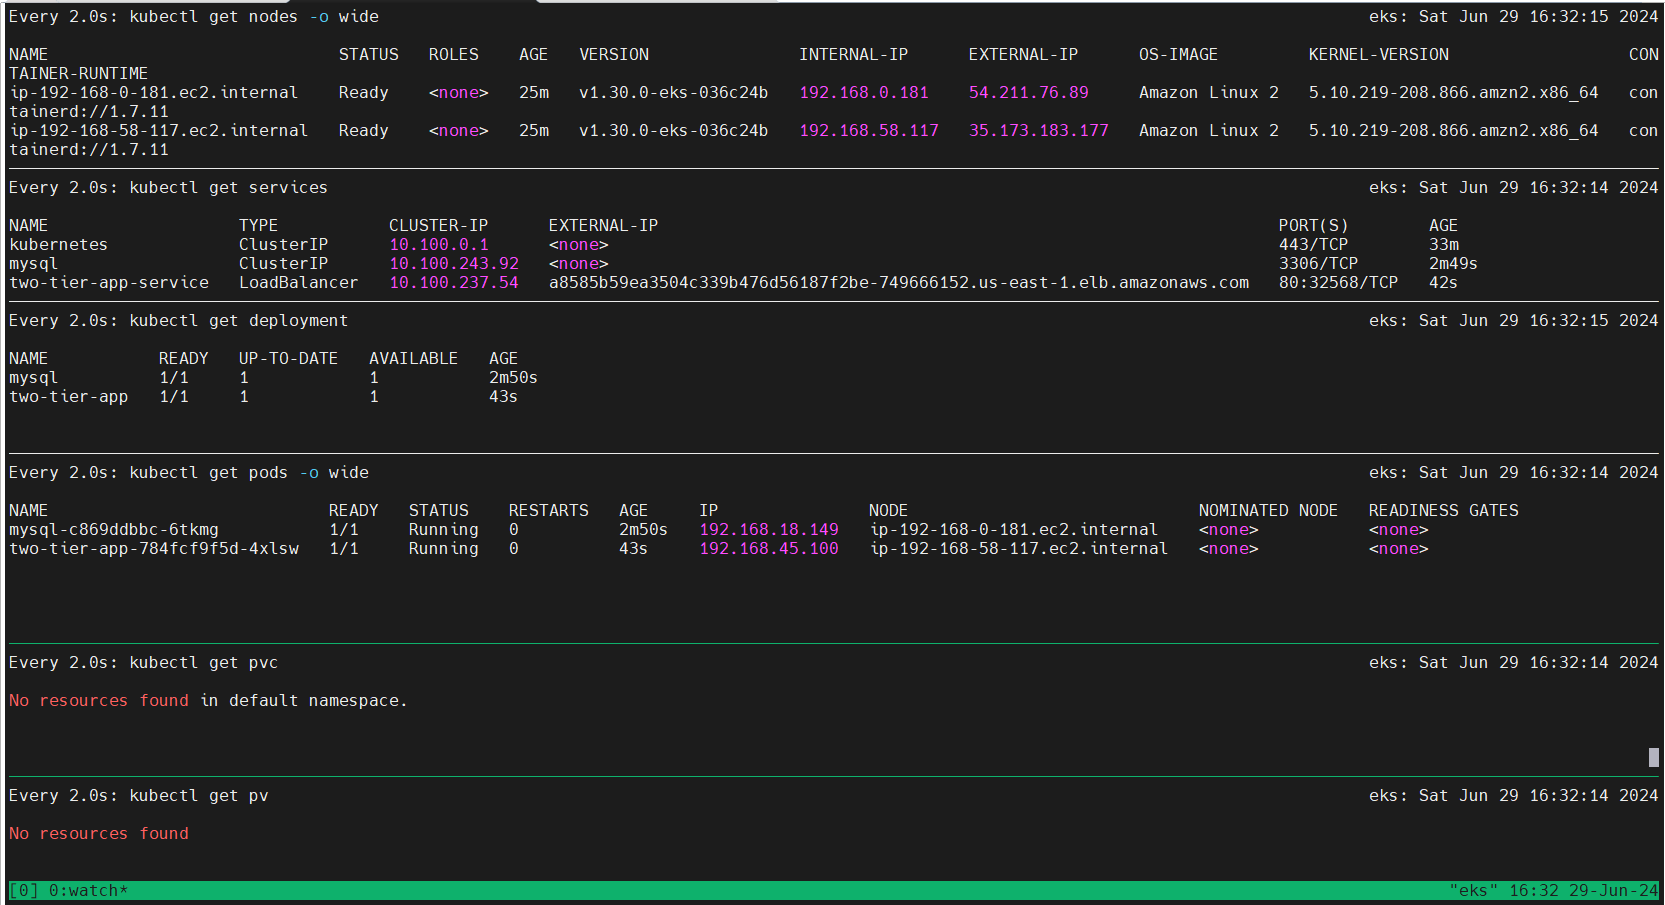 Every 2.0s: kubectl get nodes -o wide eks: Sat Jun 29 16:32:15 2024
NAME STATUS ROLES AGE VERSION INTERNAL-IP EXTERNAL-IP OS-IMAGE KERNEL-VERSION CON
TAINER-RUNTIME
ip-192-168-0-181.ec2.internal Ready <none> 25m v1.30.0-eks-036c24b 192.168.0.181 54.211.76.89 Amazon Linux 2 5.10.219-208.866.amzn2.x86_64 con
tainerd://1.7.11
ip-192-168-58-117.ec2.internal Ready <none> 25m v1.30.0-eks-036c24b 192.168.58.117 35.173.183.177 Amazon Linux 2 5.10.219-208.866.amzn2.x86_64 con
tainerd://1.7.11
Every 2.0s: kubectl get services eks: Sat Jun 29 16:32:14 2024
NAME TYPE CLUSTER-IP EXTERNAL-IP PORT(S) AGE
kubernetes ClusterIP 10.100.0.1 <none> 443/TCP 33m
mysql ClusterIP 10.100.243.92 <none> 3306/TCP 2m49s
two-tier-app-service LoadBalancer 10.100.237.54 a8585b59ea3504c339b476d56187f2be-749666152.us-east-1.elb.amazonaws.com 80:32568/TCP 42s
Every 2.0s: kubectl get deployment eks: Sat Jun 29 16:32:15 2024
NAME READY UP-TO-DATE AVAILABLE AGE
mysql 1/1 1 1 2m50s
two-tier-app 1/1 1 1 43s
Every 2.0s: kubectl get pods -o wide eks: Sat Jun 29 16:32:14 2024
NAME READY STATUS RESTARTS AGE IP NODE NOMINATED NODE READINESS GATES
mysql-c869ddbbc-6tkmg 1/1 Running 0 2m50s 192.168.18.149 ip-192-168-0-181.ec2.internal <none> <none>
two-tier-app-784fcf9f5d-4xlsw 1/1 Running 0 43s 192.168.45.100 ip-192-168-58-117.ec2.internal <none> <none>
Every 2.0s: kubectl get pvc eks: Sat Jun 29 16:32:14 2024
No resources found in default namespace.
Every 2.0s: kubectl get pv eks: Sat Jun 29 16:32:14 2024
No resources found
[0] 0:watch* "eks" 16:32 29-Jun-24